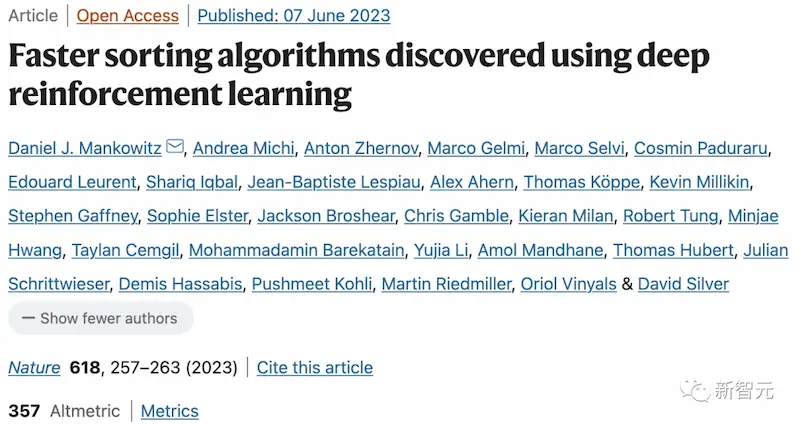 Article | Open Access | Published: 07 June 2023
Faster sorting algorithms discovered using deep
reinforcement learning
Daniel J. Mankowitz, Andrea Michi, Anton Zhernov, Marco Gelmi, Marco Selvi, Cosmin Paduraru,
Edouard Leurent, Shariq Iqbal, Jean-Baptiste Lespiau, Alex Ahern, Thomas Köppe, Kevin Millikin,
Stephen Gaffney, Sophie Elster, Jackson Broshear, Chris Gamble, Kieran Milan, Robert Tung, Minjae
Hwang, Taylan Cemgil, Mohammadamin Barekatain, Yujia Li, Amol Mandhane, Thomas Hubert, Julian
Schrittwieser, Demis Hassabis, Pushmeet Kohli, Martin Riedmiller, Oriol Vinyals & David Silver
— Show fewer authors
Nature 618, 257–263 (2023) | Cite this article
357 Altmetric | Metrics
新智元